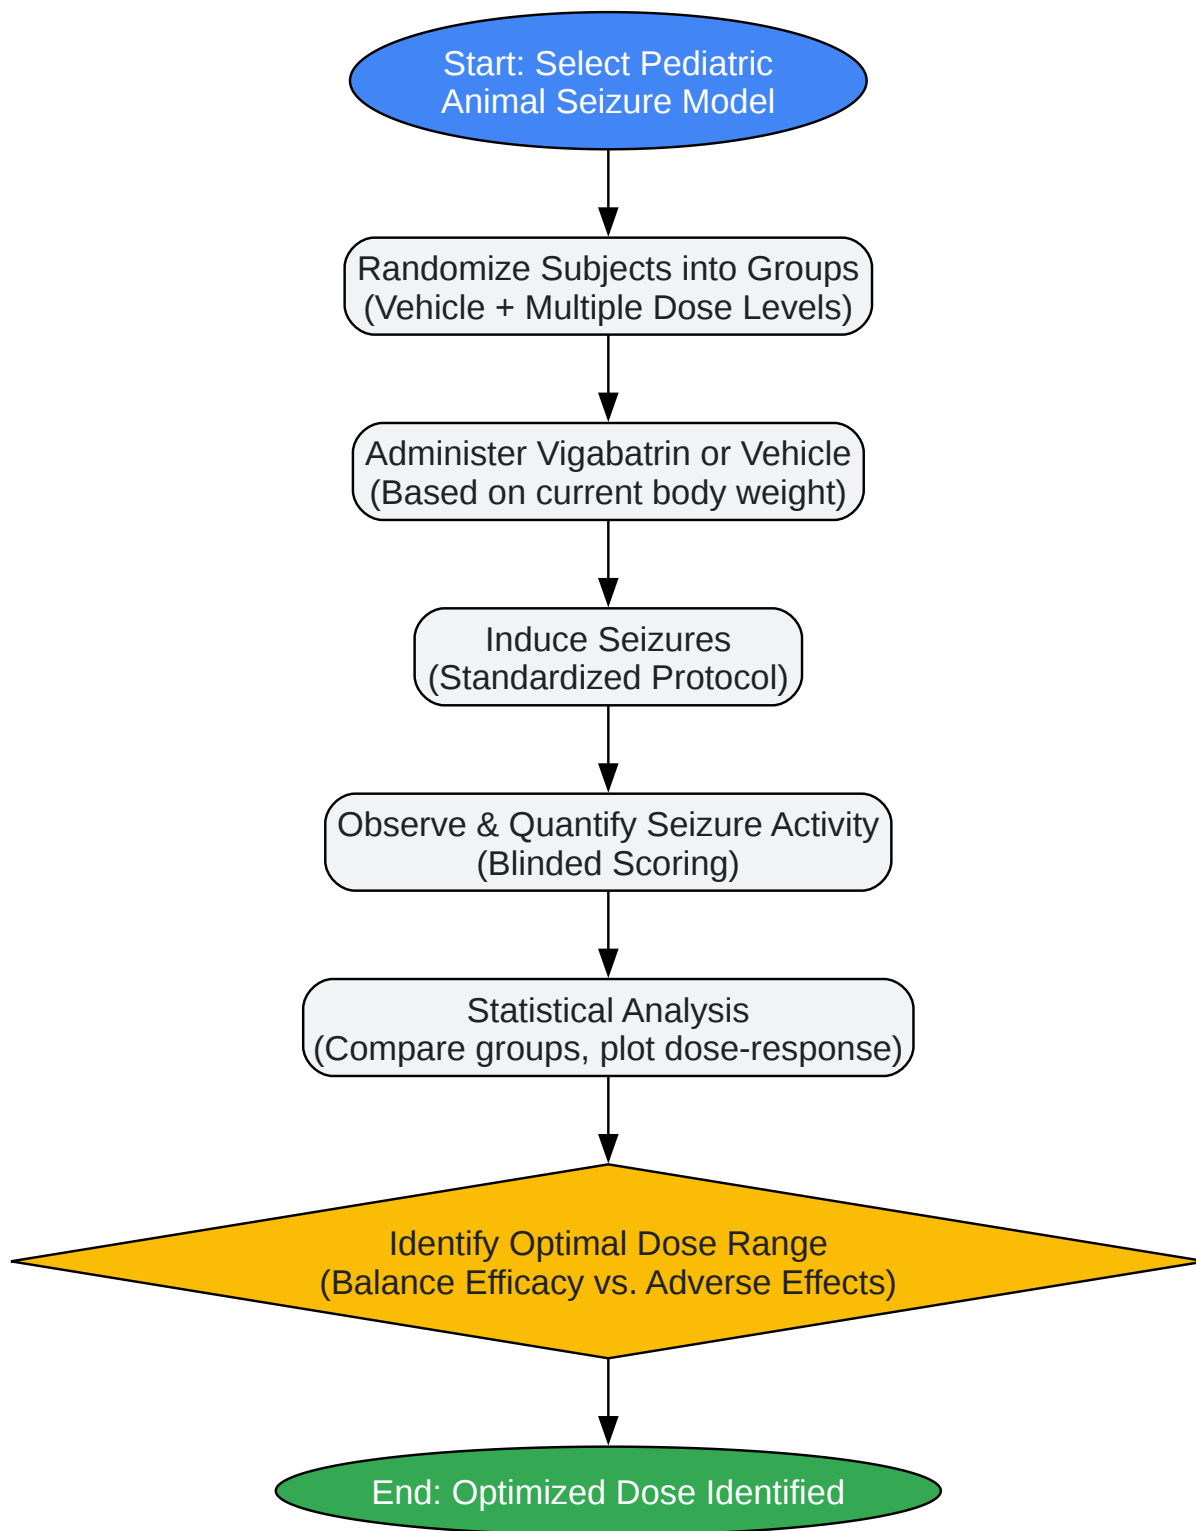 Start: Select Pediatric
Animal Seizure Model
Randomize Subjects into Groups
(Vehicle + Multiple Dose Levels)
Administer Vigabatrin or Vehicle
(Based on current body weight)
Induce Seizures
(Standardized Protocol)
Observe & Quantify Seizure Activity
(Blinded Scoring)
Statistical Analysis
(Compare groups, plot dose-response)
Identify Optimal Dose Range
(Balance Efficacy vs. Adverse Effects)
End: Optimized Dose Identified